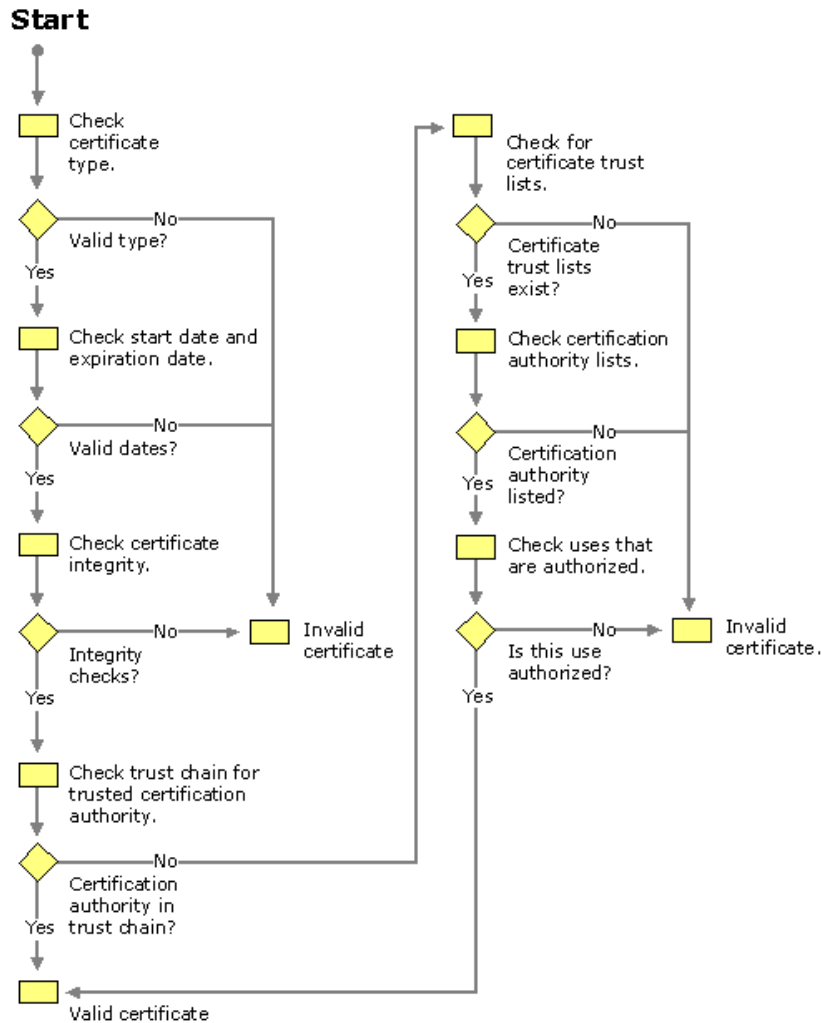 Start
Check
certificate
type.
No
Valid type?
Yes
Check start date and
expiration date.
No
Valid dates?
Yes
Check certificate
integrity.
No
Invalid
certificate
Integrity
checks?
Yes
Check trust chain for
trusted certification
authority.
No
Certification
authority in
trust chain?
Yes
Valid certificate
Check for
certificate trust
lists.
No
Certificate
trust lists
exist?
Yes
Check certification
authority lists.
No
Certification
authority
listed?
Yes
Check uses that
are authorized.
No
Invalid
certificate.
Is this use
authorized?
Yes